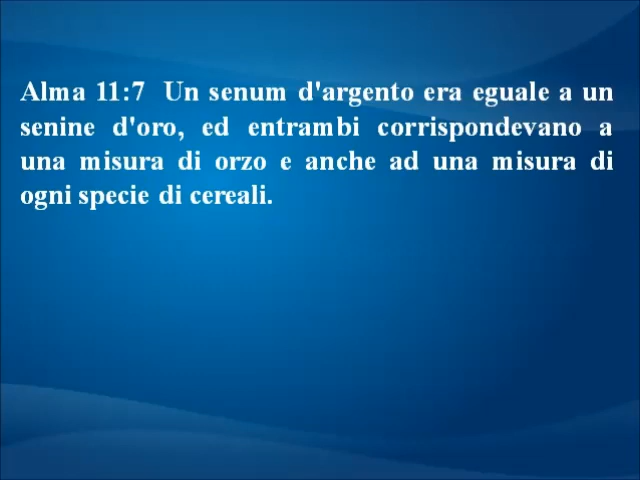 Alma 11:7  Un senum d'argento era eguale a un
senine d'oro, ed entrambi corrispondevano a
una misura di orzo e anche ad una misura di
ogni specie di cereali.